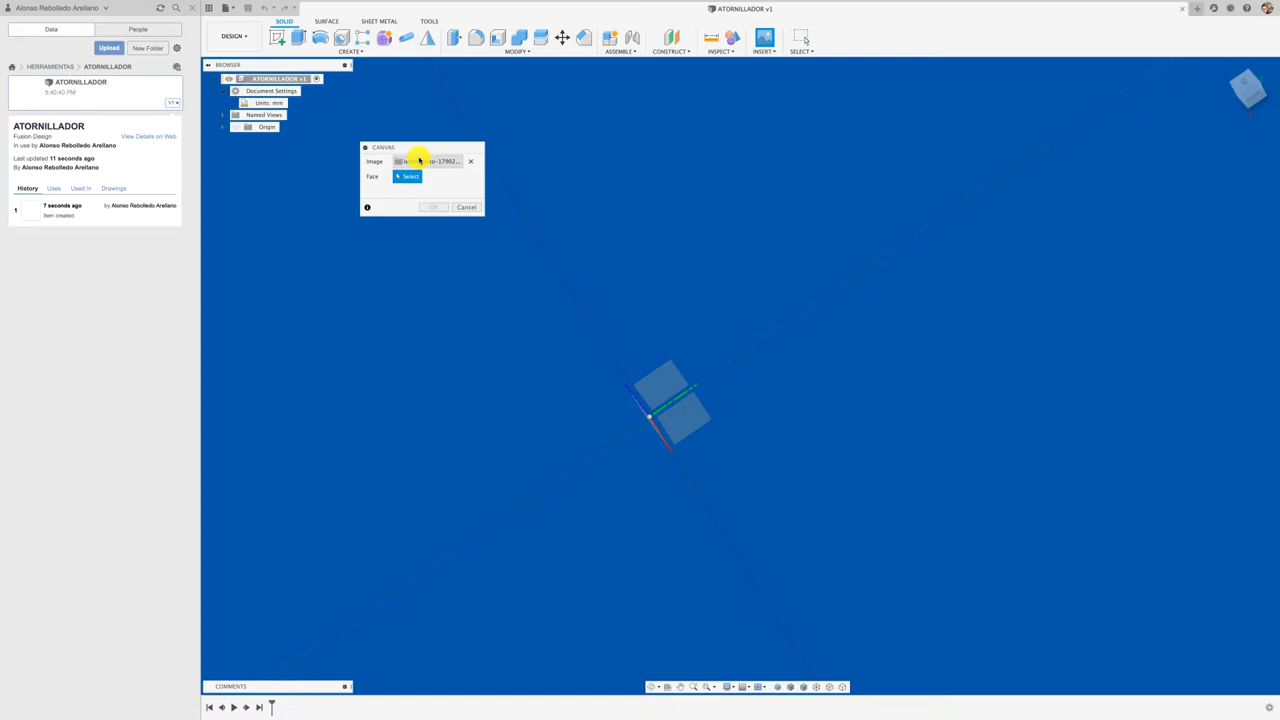 Alonso Rebolledo Arellano
Data
People
Upload
New Folder
HERRAMIENTAS
ATORNILLADOR
ATORNILLADOR
5:40:40 PM
V1
ATORNILLADOR
Fusion Design
View Details on Web
In use by Alonso Rebolledo Arellano
Last updated 11 seconds ago
By Alonso Rebolledo Arellano
History
Uses
Used In
Drawings
1
7 seconds ago
by Alonso Rebolledo Arellano
Item created
ATORNILLADOR v1
DESIGN
SOLID
SURFACE
SHEET METAL
TOOLS
CREATE
MODIFY
ASSEMBLE
CONSTRUCT
INSPECT
INSERT
SELECT
BROWSER
ATORNILLADOR v1
Document Settings
Units: mm
Named Views
Origin
CANVAS
Image
Face
Select
OK
Cancel
COMMENTS